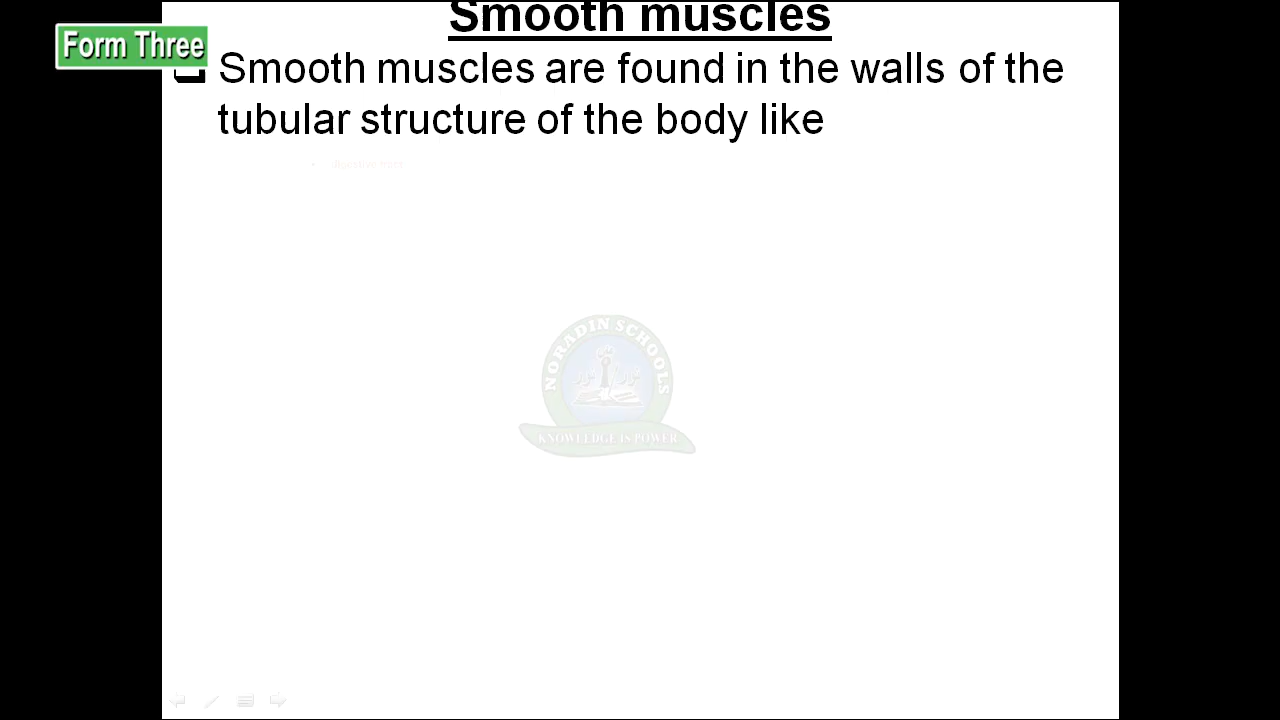 Smooth muscles
Form Three
Smooth muscles are found in the walls of the
tubular structure of the body like
NORADIN SCHOOLS
KNOWLEDGE IS POWER